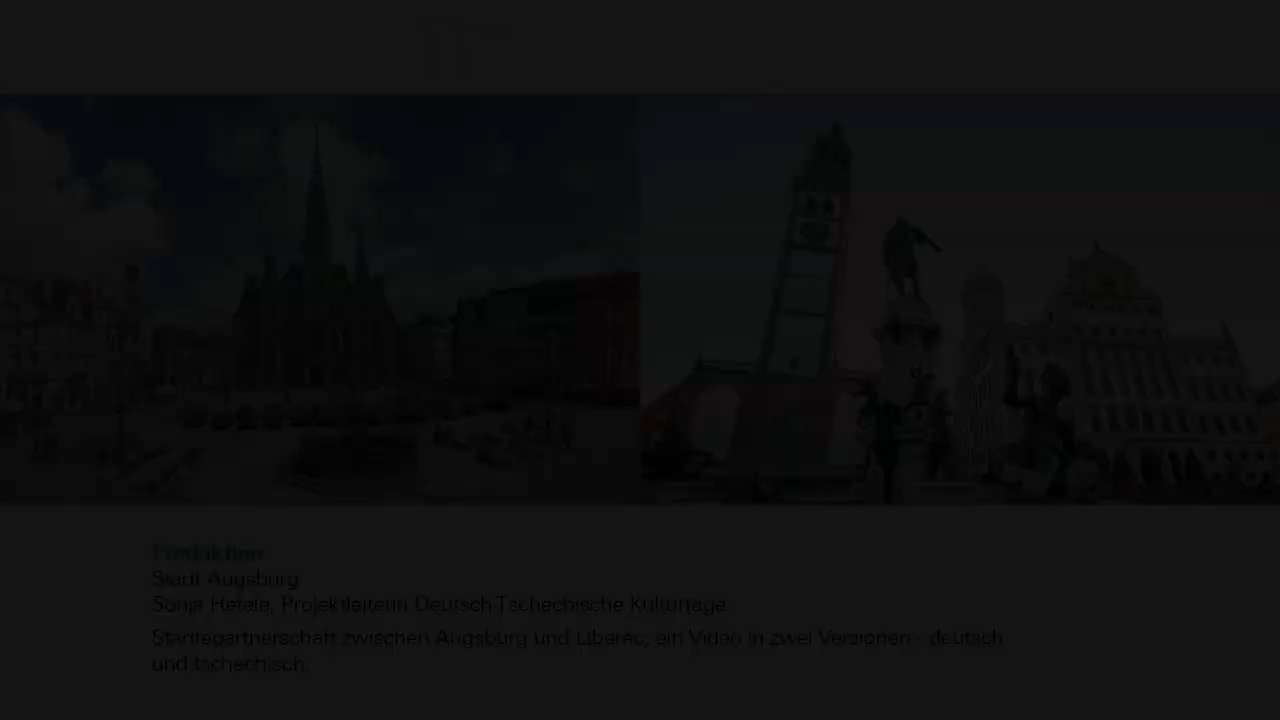 Produktion
Stadt Augsburg
Sonja Hefele, Projektleiterin Deutsch-Tschechische Kulturtage
Städtepartnerschaft zwischen Augsburg und Liberec, ein Video in zwei Versionen - deutsch
und tschechisch.